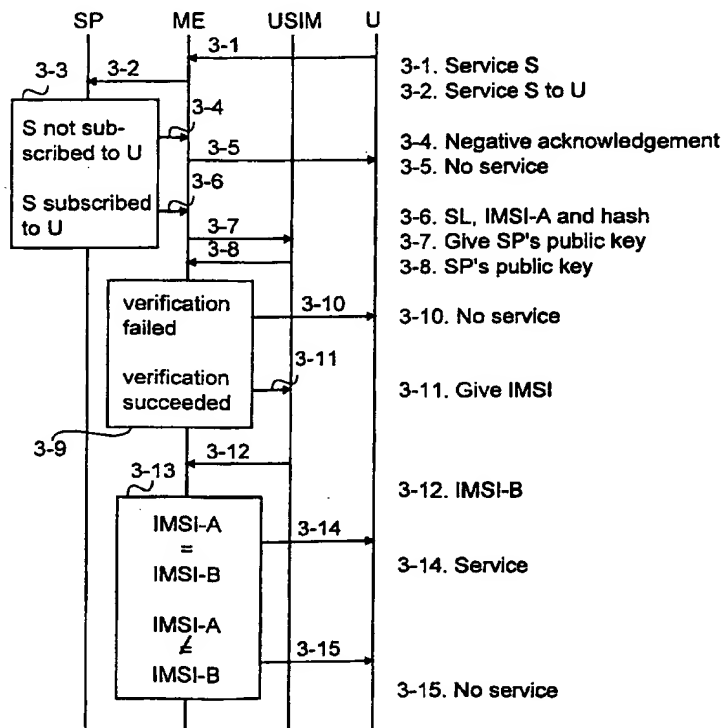 SP ME USIM U
3-1
3-1. Service S
3-3 3-2
3-2. Service S to U
S not sub-
scribed to U
3-4
3-4. Negative acknowledgement
3-5
3-5. No service
S subscribed
to U
3-6
3-6. SL, IMSI-A and hash
3-7
3-7. Give SP's public key
3-8
3-8. SP's public key
verification
failed
3-10
3-10. No service
verification
succeeded
3-11
3-11. Give IMSI
3-9
3-12
3-12. IMSI-B
3-13
IMSI-A
=
IMSI-B
3-14
3-14. Service
IMSI-A
≠
IMSI-B
3-15
3-15. No service